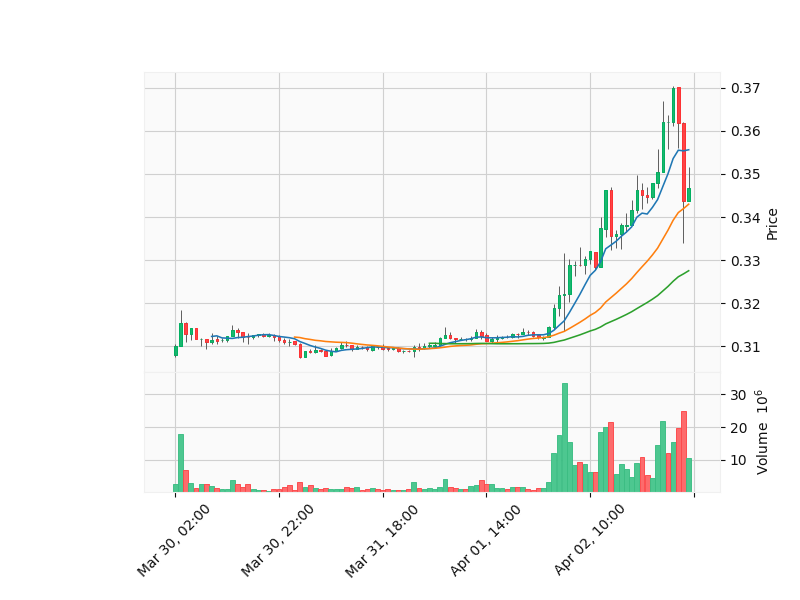 0.37
0.36
0.35
0.34
0.33
0.32
0.31
Price
30
20
10
Volume 10⁶
Mar 30, 02:00
Mar 30, 22:00
Mar 31, 18:00
Apr 01, 14:00
Apr 02, 10:00